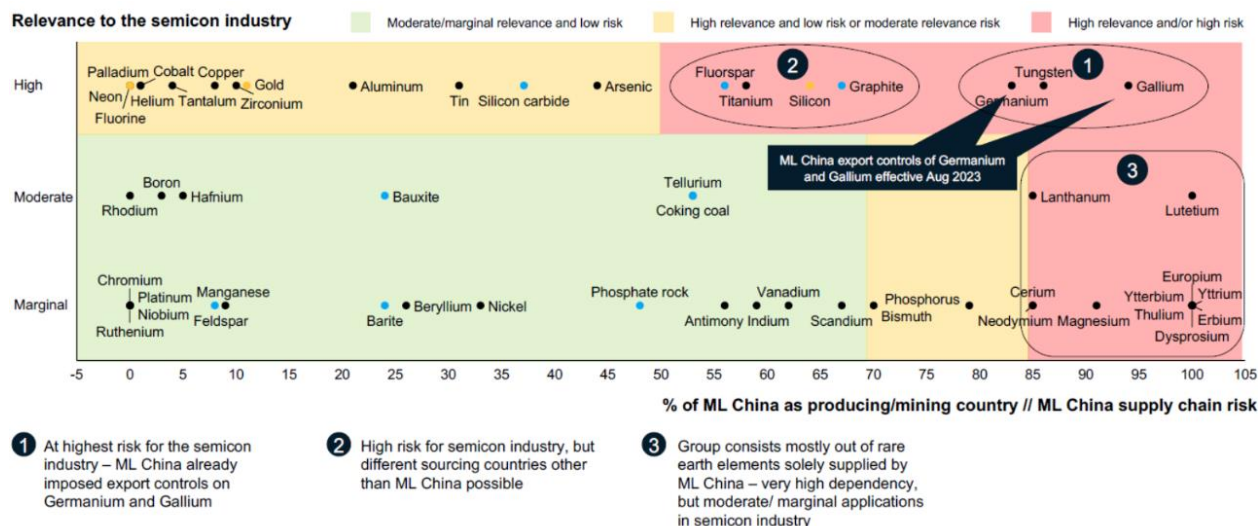 Relevance to the semicon industry
Moderate/marginal relevance and low risk
High relevance and low risk or moderate relevance risk
High relevance and/or high risk
High
Palladium
Cobalt
Copper
Gold
Neon
Helium
Tantalum
Zirconium
Fluorine
Aluminum
Tin
Silicon carbide
Arsenic
2
Fluorspar
Titanium
Silicon
Graphite
1
Tungsten
Germanium
Gallium
ML China export controls of Germanium
and Gallium effective Aug 2023
3
Moderate
Boron
Rhodium
Hafnium
Bauxite
Tellurium
Coking coal
Lanthanum
Lutetium
Marginal
Chromium
Platinum
Niobium
Ruthenium
Manganese
Feldspar
Barite
Beryllium
Nickel
Phosphate rock
Antimony
Indium
Vanadium
Scandium
Phosphorus
Bismuth
Cerium
Neodymium
Magnesium
Europium
Ytterbium
Yttrium
Thulium
Erbium
Dysprosium
-5 0 5 10 15 20 25 30 35 40 45 50 55 60 65 70 75 80 85 90 95 100 105
% of ML China as producing/mining country // ML China supply chain risk
1
At highest risk for the semicon
industry – ML China already
imposed export controls on
Germanium and Gallium
2
High risk for semicon industry, but
different sourcing countries other
than ML China possible
3
Group consists mostly out of rare
earth elements solely supplied by
ML China – very high dependency,
but moderate/ marginal applications
in semicon industry